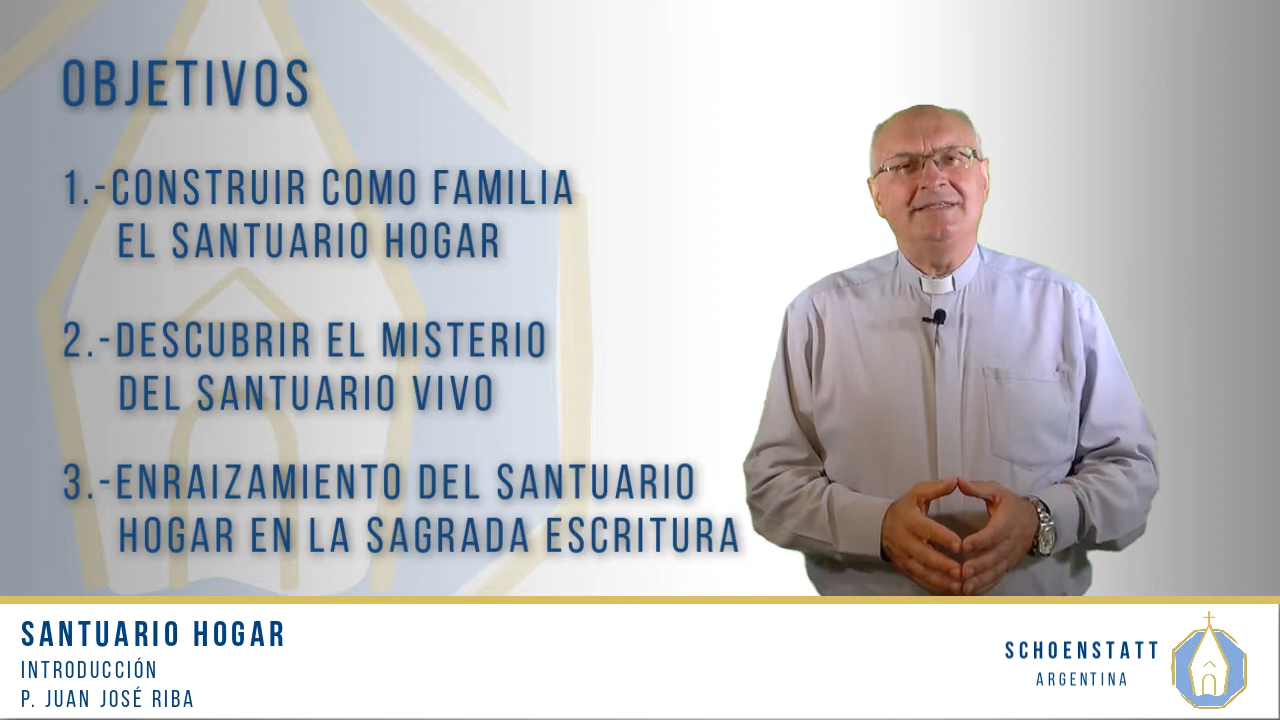 OBJETIVOS
1.-CONSTRUIR COMO FAMILIA
EL SANTUARIO HOGAR
2.-DESCUBRIR EL MISTERIO
DEL SANTUARIO VIVO
3.-ENRAIZAMIENTO DEL SANTUARIO
HOGAR EN LA SAGRADA ESCRITURA
SANTUARIO HOGAR
INTRODUCCIÓN
P. JUAN JOSÉ RIBA
SCHOENSTATT
ARGENTINA